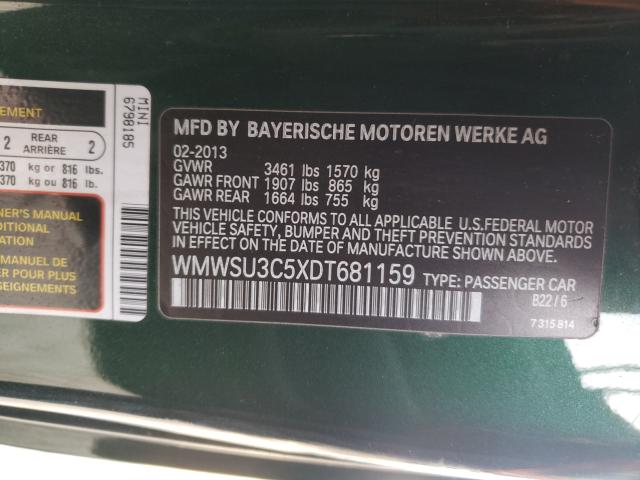 EMENT
2 REAR ARRIÈRE 2
370 kg or 816 lbs.
370 kg ou 816 lb.
NER'S MANUAL
DITIONAL
RMATION
MANUEL DE
POUR PLUS
SEIGNEMENTS
MINI
6798185
MFD BY BAYERISCHE MOTOREN WERKE AG
02-2013
GVWR 3461 lbs 1570 kg
GAWR FRONT 1907 lbs 865 kg
GAWR REAR 1664 lbs 755 kg
THIS VEHICLE CONFORMS TO ALL APPLICABLE U.S.FEDERAL MOTOR
VEHICLE SAFETY, BUMPER AND THEFT PREVENTION STANDARDS
IN EFFECT ON THE DATE OF MANUFACTURE SHOWN ABOVE.
WMWSU3C5XDT681159 TYPE: PASSENGER CAR
B22/6
7315814